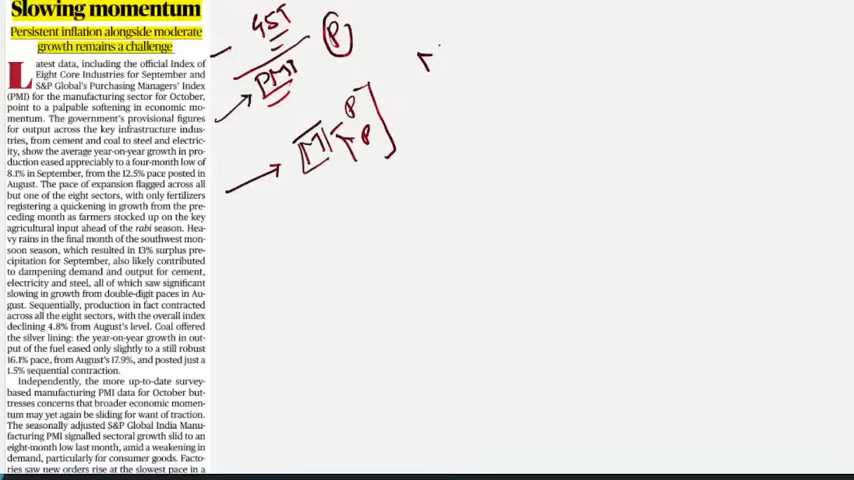 Slowing momentum
Persistent inflation alongside moderate
growth remains a challenge
Latest data, including the official Index of
Eight Core Industries for September and
S&P Global's Purchasing Managers' Index
(PMI) for the manufacturing sector for October,
point to a palpable softening in economic mo-
mentum. The government's provisional figures
for output across the key infrastructure indus-
tries, from cement and coal to steel and electric-
ity, show the average year-on-year growth in pro-
duction eased appreciably to a four-month low of
8.1% in September, from the 12.5% pace posted in
August. The pace of expansion flagged across all
but one of the eight sectors, with only fertilizers
registering a quickening in growth from the pre-
ceding month as farmers stocked up on the key
agricultural input ahead of the rabi season. Hea-
vy rains in the final month of the southwest mon-
soon season, which resulted in 13% surplus pre-
cipitation for September, also likely contributed
to dampening demand and output for cement,
electricity and steel, all of which saw significant
slowing in growth from double-digit paces in Au-
gust. Sequentially, production in fact contracted
across all the eight sectors, with the overall index
declining 4.8% from August's level. Coal offered
the silver lining: the year-on-year growth in out-
put of the fuel eased only slightly to a still robust
16.1% pace, from August's 17.9%, and posted just a
1.5% sequential contraction.
Independently, the more up-to-date survey-
based manufacturing PMI data for October but-
tresses concerns that broader economic momen-
tum may yet again be sliding for want of traction.
The seasonally adjusted S&P Global India Manu-
facturing PMI signalled sectoral growth slid to an
eight-month low last month, amid a weakening in
demand, particularly for consumer goods. Facto-
ries saw new orders rise at the slowest pace in a
GST
P
PMI
P
M P